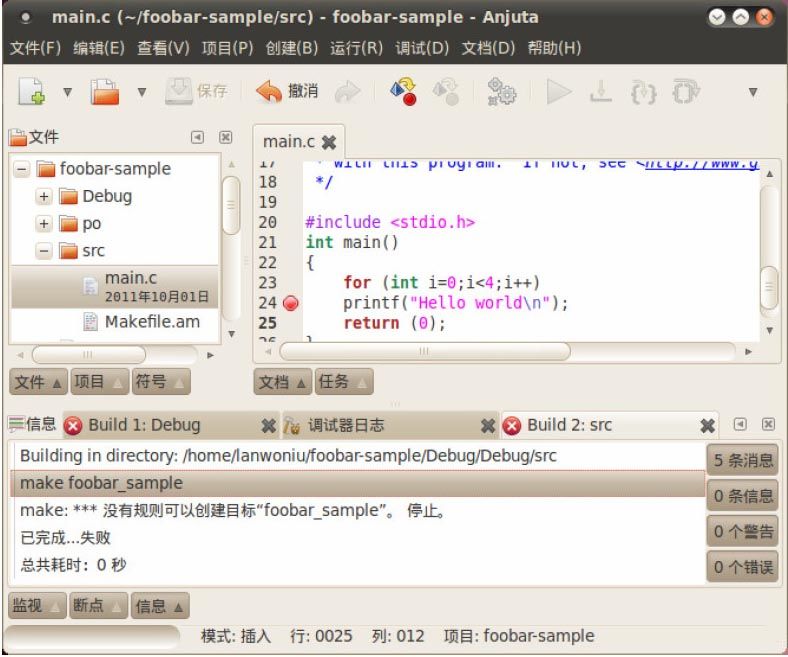 main.c (~/foobar-sample/src) - foobar-sample - Anjuta
文件(F) 编辑(E) 查看(V) 项目(P) 创建(B) 运行(R) 调试(D) 文档(D) 帮助(H)
保存 撤消
文件
foobar-sample
Debug
po
src
main.c
2011年10月01日
Makefile.am
文件 项目 符号
main.c
17 * with this program. If not, see <http://www.g
18 */
19
20 #include <stdio.h>
21 int main()
22 {
23 for (int i=0;i<4;i++)
24 printf("Hello world\n");
25 return (0);
26 }
文档 任务
信息 Build 1: Debug 调试器日志 Build 2: src
Building in directory: /home/lanwoniu/foobar-sample/Debug/Debug/src
make foobar_sample
make: *** 没有规则可以创建目标“foobar_sample”。 停止。
已完成...失败
总共耗时：0 秒
5 条消息
0 条信息
0 个警告
0 个错误
监视 断点 信息
模式: 插入 行: 0025 列: 012 项目: foobar-sample